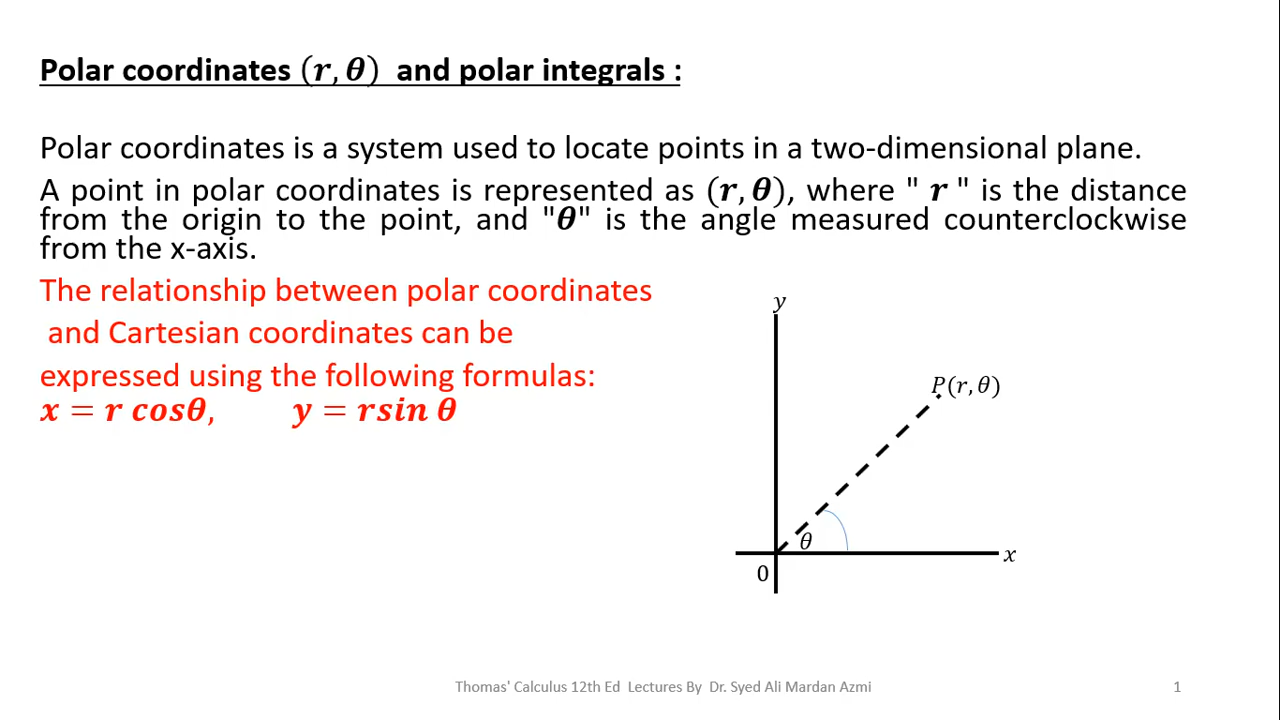 Polar coordinates (r, θ) and polar integrals :
Polar coordinates is a system used to locate points in a two-dimensional plane.
A point in polar coordinates is represented as (r, θ), where " r " is the distance
from the origin to the point, and "θ" is the angle measured counterclockwise
from the x-axis.
The relationship between polar coordinates
and Cartesian coordinates can be
expressed using the following formulas:
x = r cosθ, y = rsin θ
y
P(r, θ)
θ
x
0
Thomas' Calculus 12th Ed Lectures By Dr. Syed Ali Mardan Azmi
1